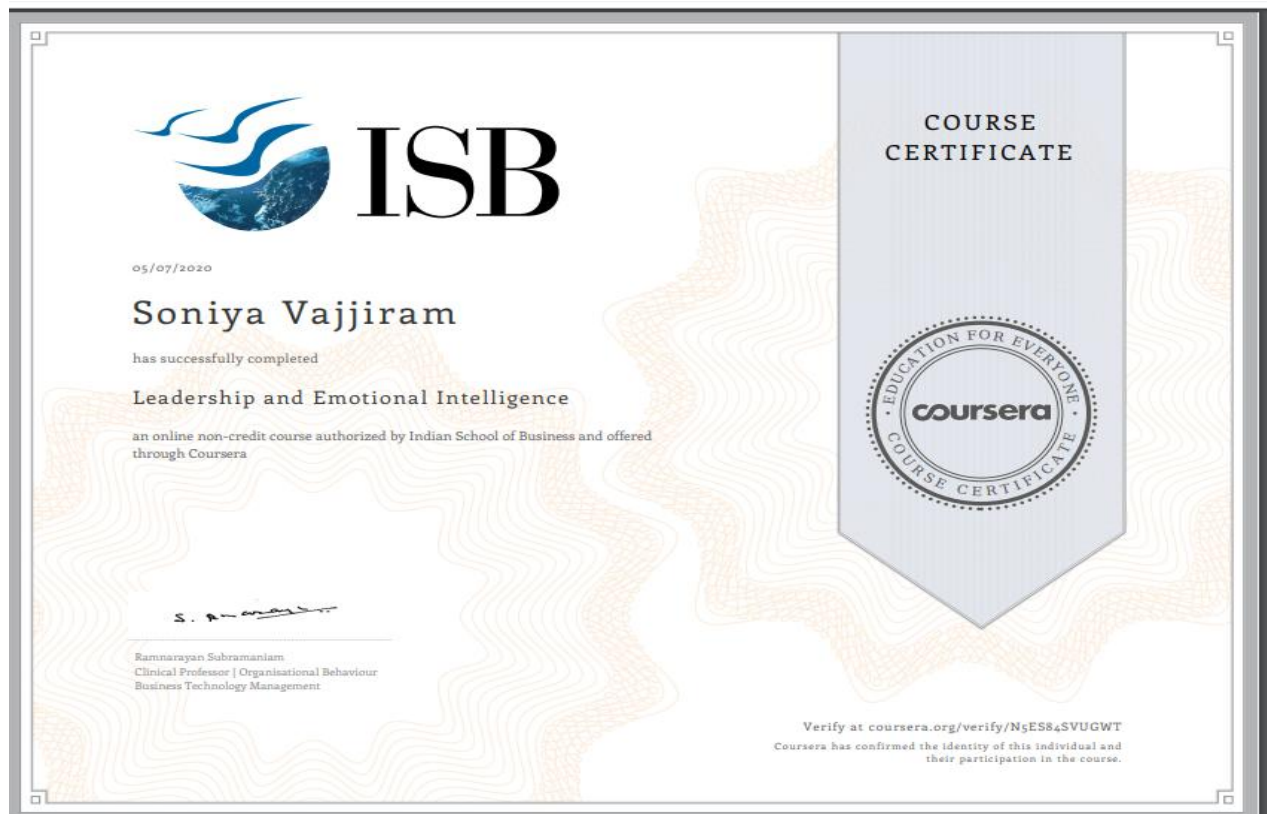 ISB
COURSE
CERTIFICATE
05/07/2020
Soniya Vajjiram
has successfully completed
Leadership and Emotional Intelligence
an online non-credit course authorized by Indian School of Business and offered
through Coursera
EDUCATION FOR EVERYONE
coursera
COURSE CERTIFICATE
Ramnarayan Subramaniam
Clinical Professor | Organisational Behaviour
Business Technology Management
Verify at coursera.org/verify/N5ES84SVUGWT
Coursera has confirmed the identity of this individual and
their participation in the course.